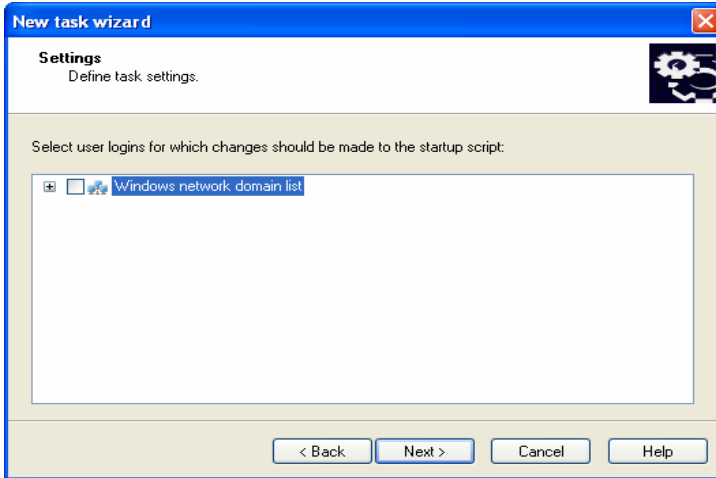 New task wizard
Settings
Define task settings.
Select user logins for which changes should be made to the startup script:
Windows network domain list
< Back Next > Cancel Help